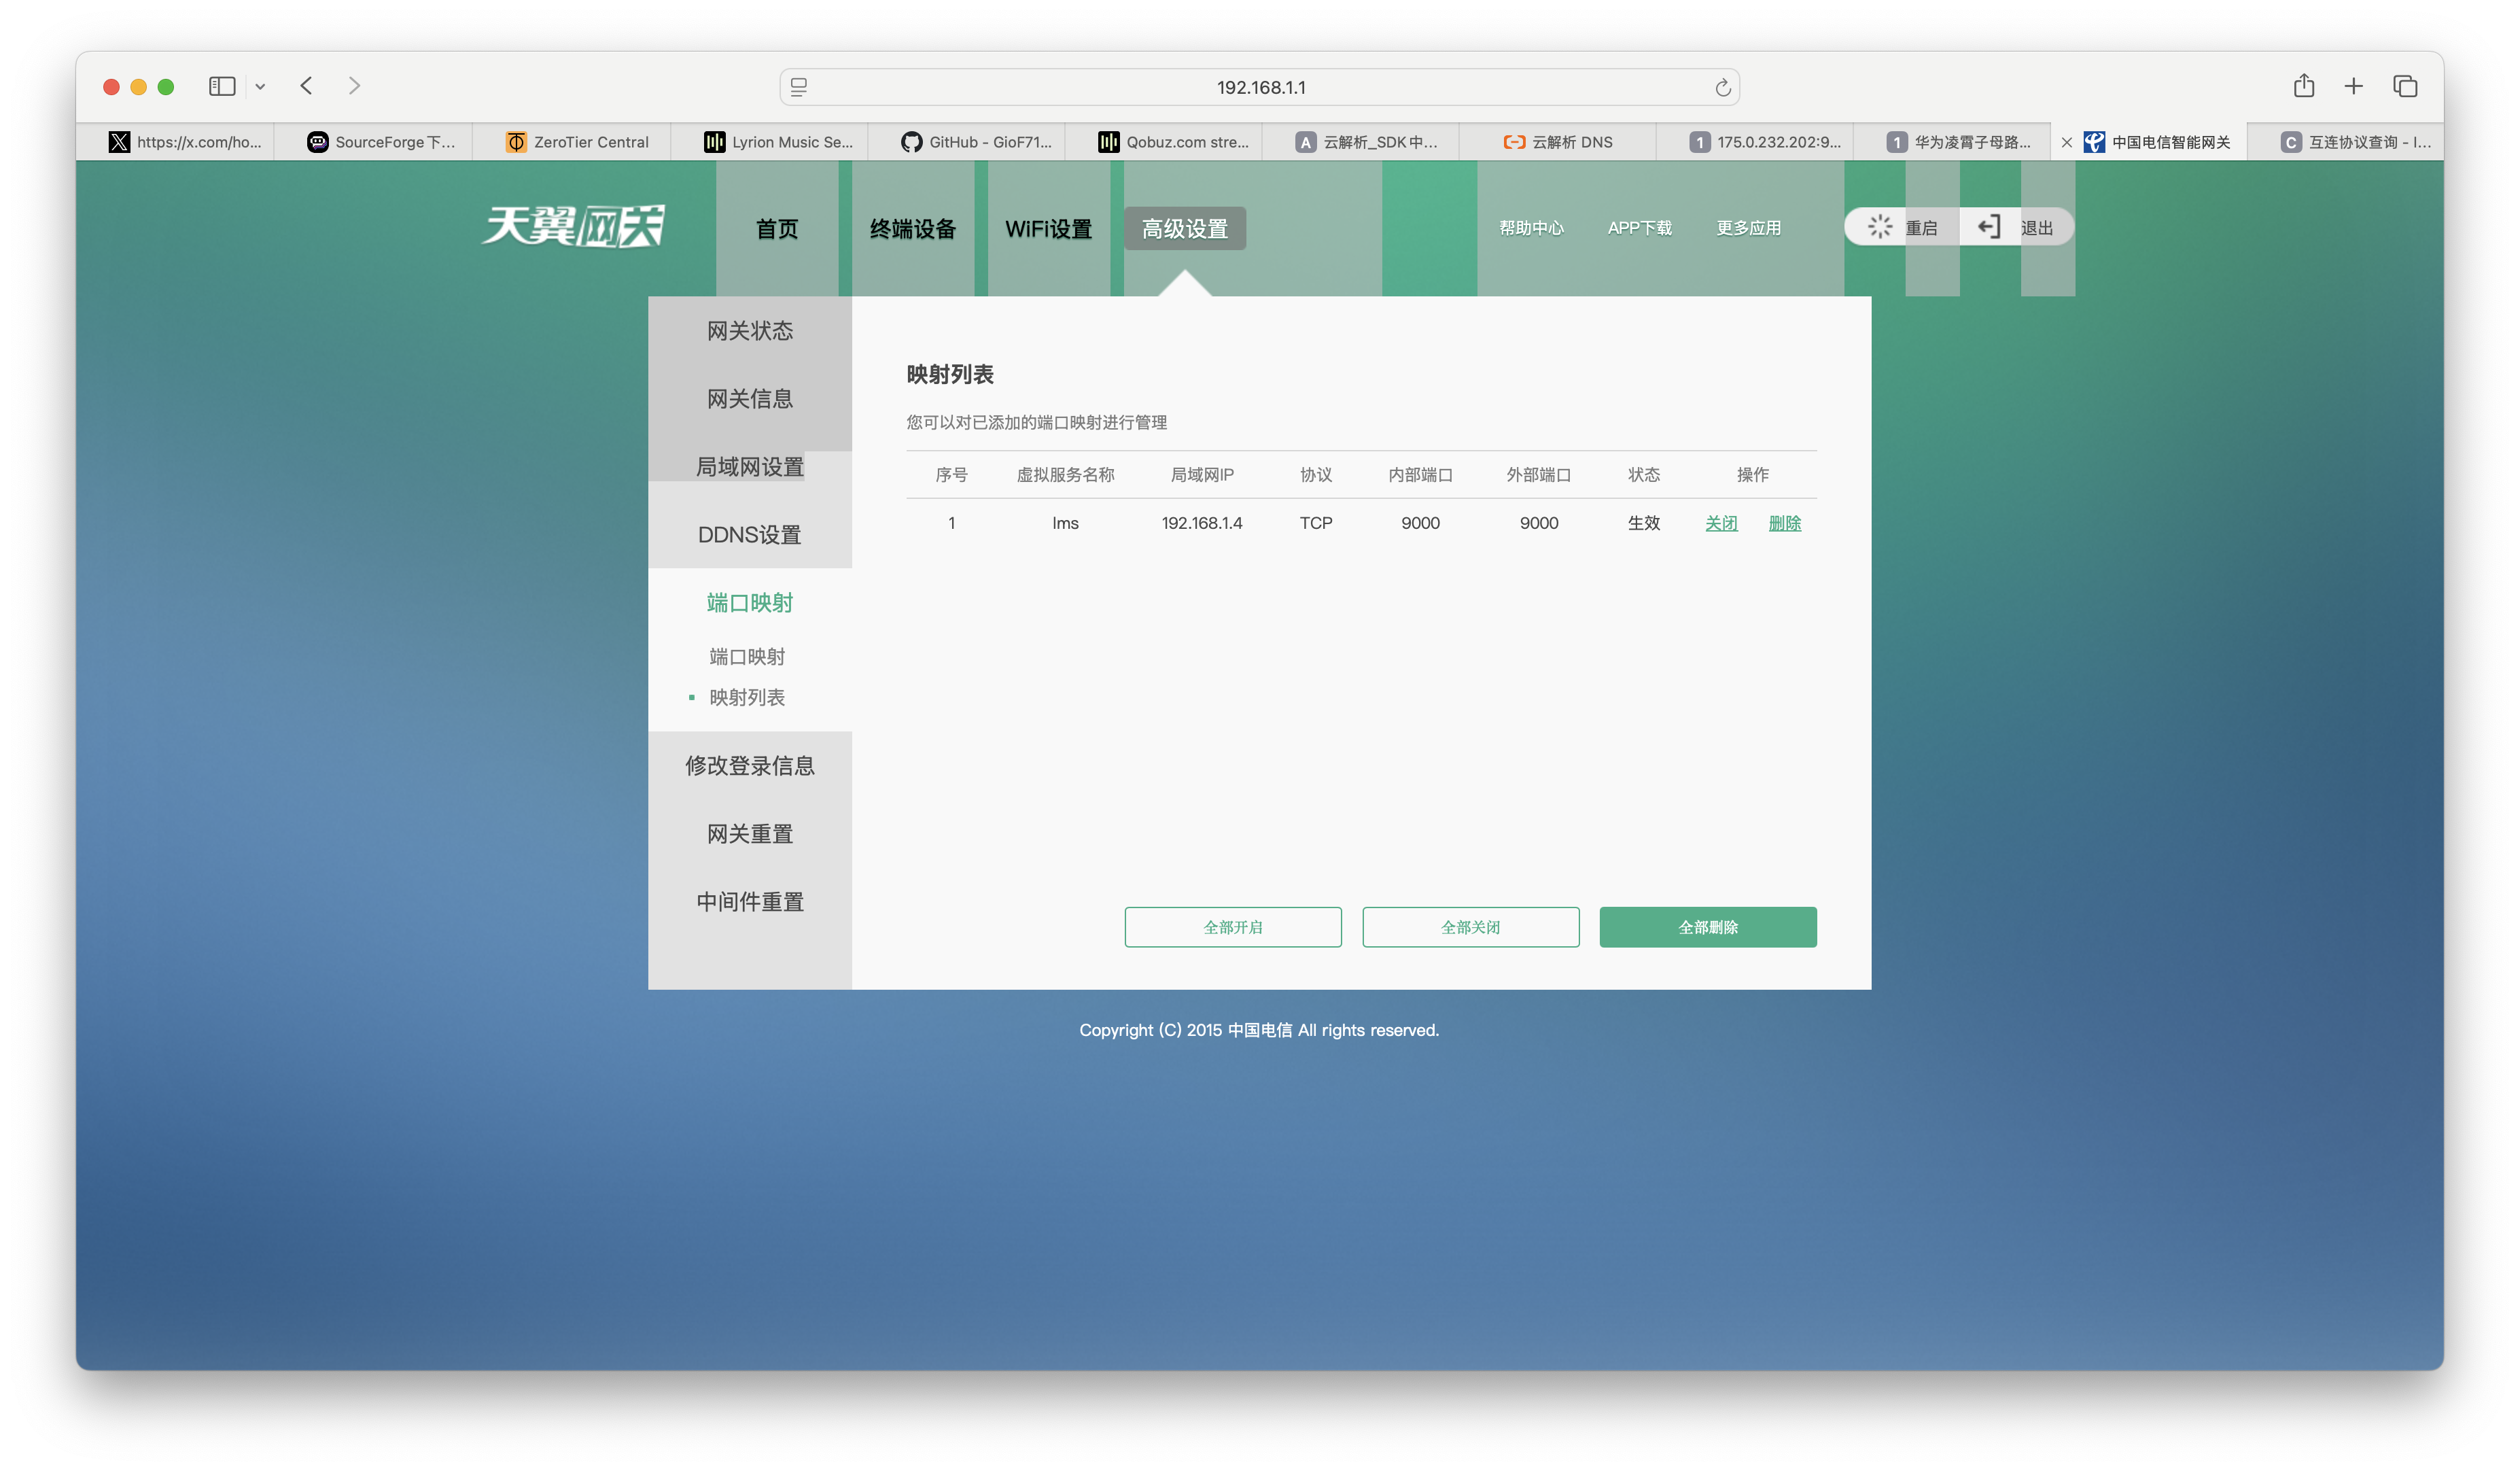 192.168.1.1
https://x.com/ho...
SourceForge 下...
ZeroTier Central
Lyrion Music Se...
GitHub - GioF71...
Qobuz.com stre...
A 云解析_SDK中...
云解析 DNS
1 175.0.232.202:9...
1 华为凌霄子母路...
中国电信智能网关
C 互连协议查询 - I...
天翼网关
首页
终端设备
WiFi设置
高级设置
帮助中心
APP下载
更多应用
重启
退出
网关状态
网关信息
局域网设置
DDNS设置
端口映射
端口映射
映射列表
修改登录信息
网关重置
中间件重置
映射列表
您可以对已添加的端口映射进行管理
序号 虚拟服务名称 局域网IP 协议 内部端口 外部端口 状态 操作
1 lms 192.168.1.4 TCP 9000 9000 生效 关闭 删除
全部开启
全部关闭
全部删除
Copyright (C) 2015 中国电信 All rights reserved.